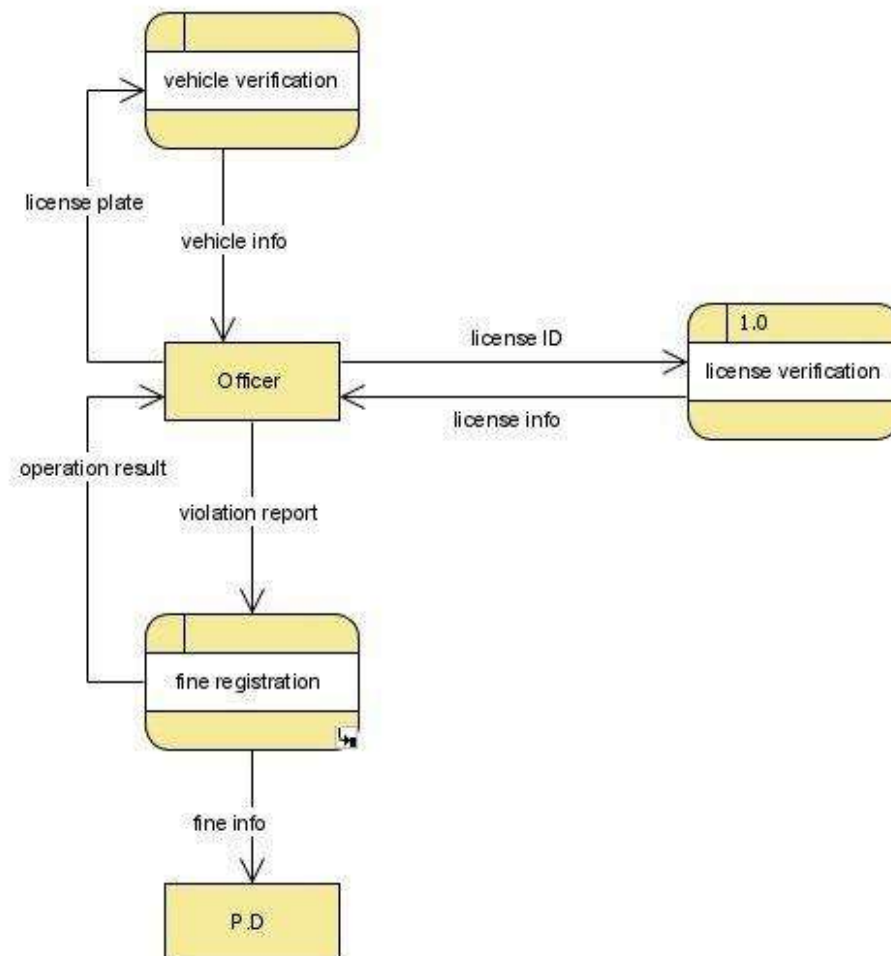 vehicle verification
license plate
vehicle info
1.0
license ID
Officer
license verification
license info
operation result
violation report
fine registration
fine info
P.D